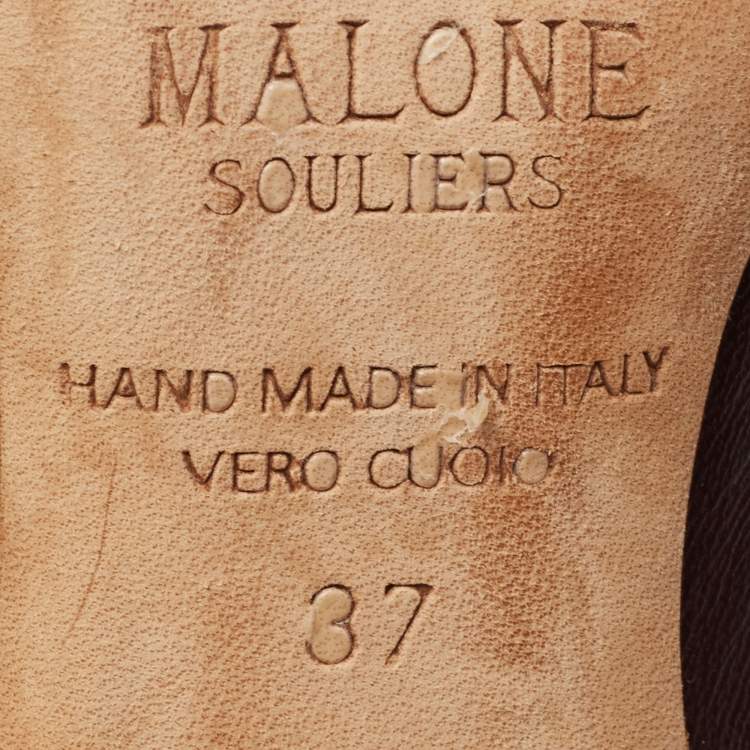 MALONE
SOULIERS
HAND MADE IN ITALY
VERO CUOIO
37